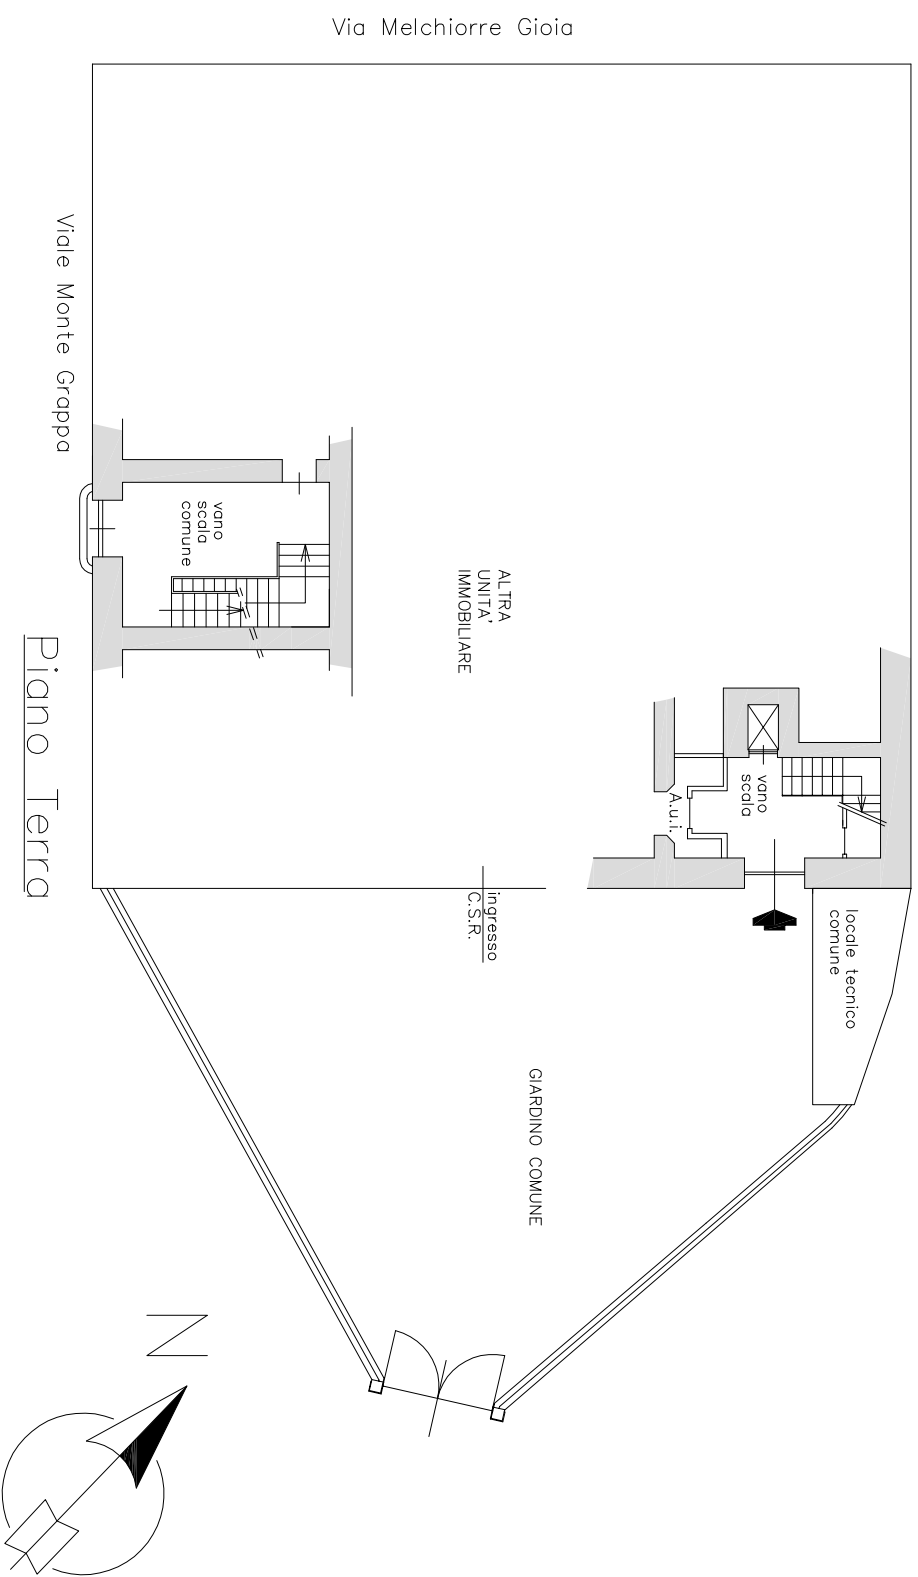 Via Melchiorre Gioia
Viale Monte Grappa
vano
scala
comune
ALTRA
UNITA'
IMMOBILIARE
vano
scala
A.u.i.
locale tecnico
comune
ingresso
C.S.R.
GIARDINO COMUNE
Piano Terra
N